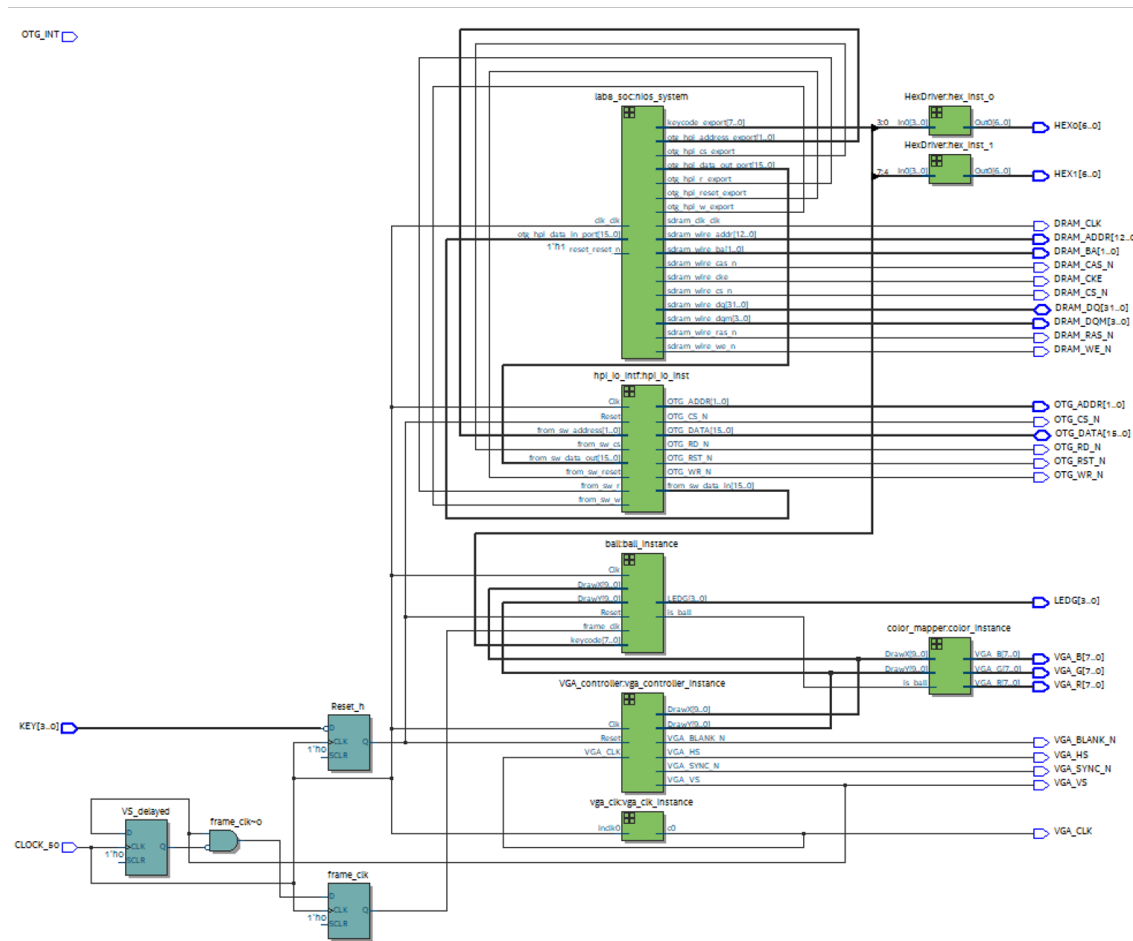 OTG_INT
lab8_soc:nios_system
keycode_export[7..0]
otg_hpi_address_export[1..0]
otg_hpi_cs_export
otg_hpi_data_out_port[15..0]
otg_hpi_r_export
otg_hpi_reset_export
otg_hpi_w_export
clk_clk
sdram_clk_clk
otg_hpi_data_in_port[15..0]
sdram_wire_addr[12..0]
1'h1 reset_reset_n
sdram_wire_ba[1..0]
sdram_wire_cas_n
sdram_wire_cke
sdram_wire_cs_n
sdram_wire_dq[31..0]
sdram_wire_dqm[3..0]
sdram_wire_ras_n
sdram_wire_we_n
HexDriver:hex_inst_0
3:0 In0[3..0] Out0[6..0] HEX0[6..0]
HexDriver:hex_inst_1
7:4 In0[3..0] Out0[6..0] HEX1[6..0]
DRAM_CLK
DRAM_ADDR[12..0
DRAM_BA[1..0]
DRAM_CAS_N
DRAM_CKE
DRAM_CS_N
DRAM_DQ[31..0]
DRAM_DQM[3..0]
DRAM_RAS_N
DRAM_WE_N
hpi_io_intf:hpi_io_inst
Clk
Reset
from_sw_address[1..0]
from_sw_cs
from_sw_data_out[15..0]
from_sw_reset
from_sw_r
from_sw_w
OTG_ADDR[1..0]
OTG_CS_N
OTG_DATA[15..0]
OTG_RD_N
OTG_RST_N
OTG_WR_N
from_sw_data_in[15..0]
OTG_ADDR[1..0]
OTG_CS_N
OTG_DATA[15..0]
OTG_RD_N
OTG_RST_N
OTG_WR_N
ball:ball_instance
Clk
DrawX[9..0]
DrawY[9..0]
Reset
frame_clk
keycode[7..0]
LEDG[3..0]
is_ball
LEDG[3..0]
color_mapper:color_instance
DrawX[9..0] VGA_B[7..0] VGA_B[7..0]
DrawY[9..0] VGA_G[7..0] VGA_G[7..0]
is_ball VGA_R[7..0] VGA_R[7..0]
VGA_controller:vga_controller_instance
Clk
Reset
VGA_CLK
DrawX[9..0]
DrawY[9..0]
VGA_BLANK_N
VGA_HS
VGA_SYNC_N
VGA_VS
VGA_BLANK_N
VGA_HS
VGA_SYNC_N
VGA_VS
vga_clk:vga_clk_instance
inclk0 c0
VGA_CLK
KEY[3..0]
Reset_h
D
CLK Q
1'h0 SCLR
CLOCK_50
VS_delayed
D
CLK Q
1'h0 SCLR
frame_clk~0
frame_clk
D
CLK Q
1'h0 SCLR